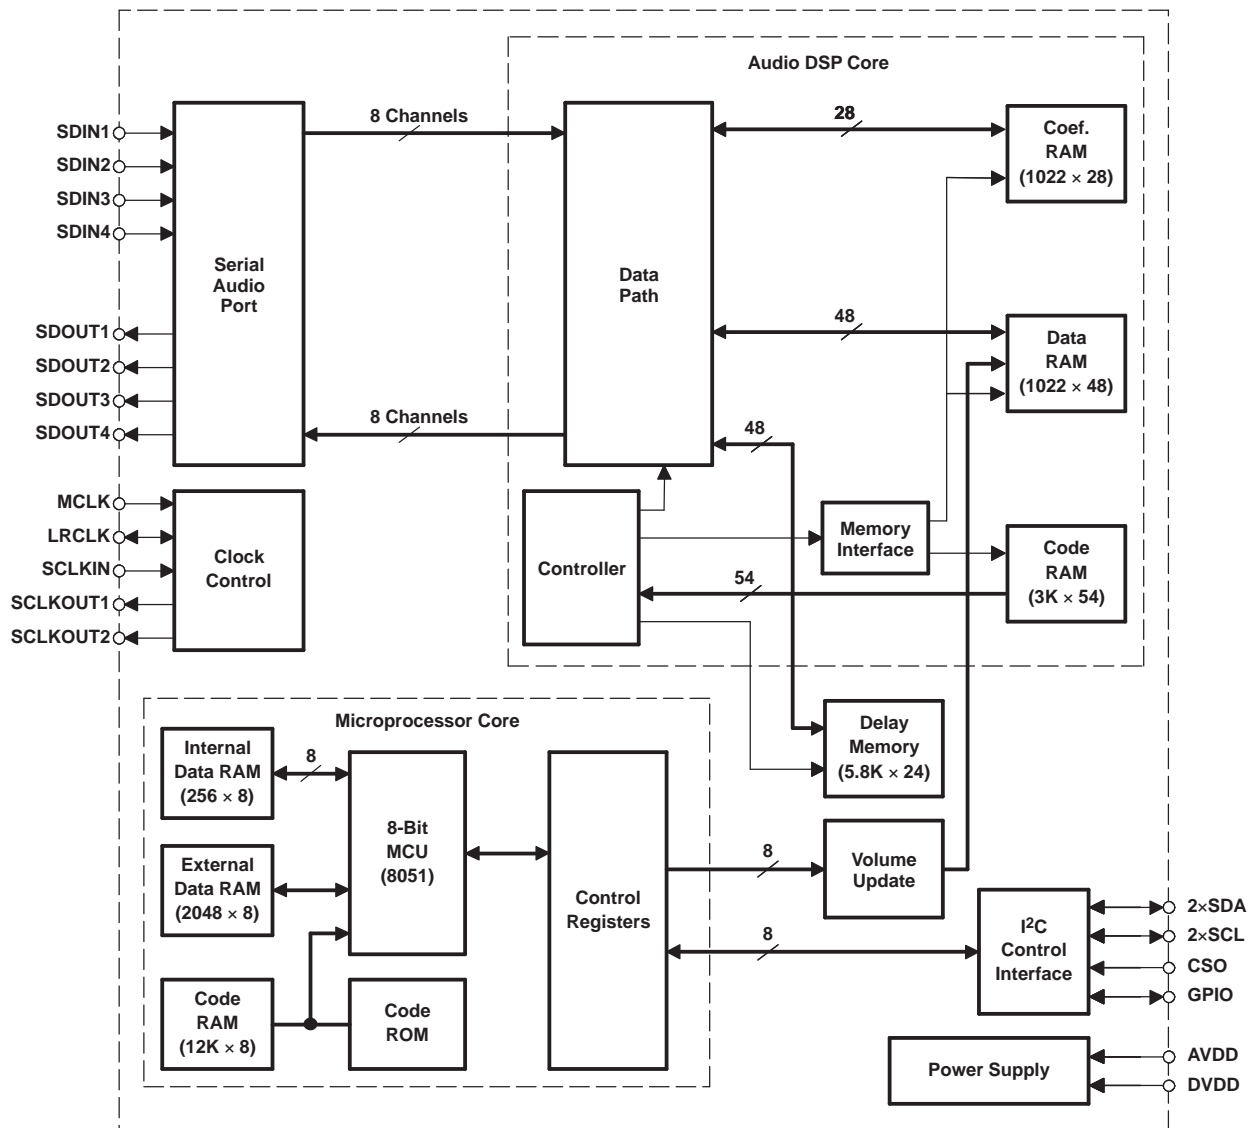 Audio DSP Core
SDIN1
SDIN2
SDIN3
SDIN4
SDOUT1
SDOUT2
SDOUT3
SDOUT4
Serial
Audio
Port
8 Channels
8 Channels
Data
Path
28
Coef.
RAM
(1022 × 28)
48
Data
RAM
(1022 × 48)
48
MCLK
LRCLK
SCLKIN
SCLKOUT1
SCLKOUT2
Clock
Control
Controller
Memory
Interface
54
Code
RAM
(3K × 54)
Delay
Memory
(5.8K × 24)
Microprocessor Core
Internal
Data RAM
(256 × 8)
8
External
Data RAM
(2048 × 8)
8-Bit
MCU
(8051)
Code
RAM
(12K × 8)
Code
ROM
Control
Registers
8
Volume
Update
8
I²C
Control
Interface
2×SDA
2×SCL
CSO
GPIO
Power Supply
AVDD
DVDD